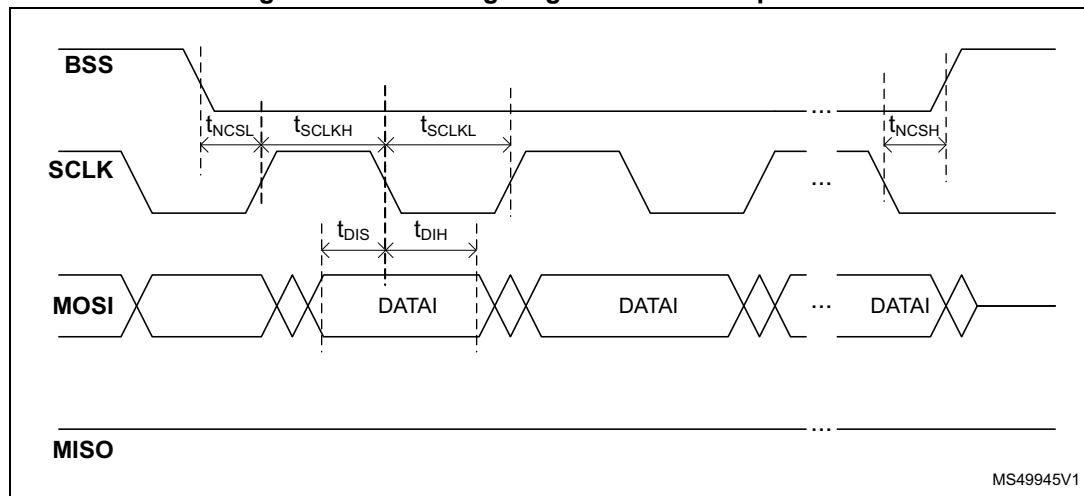 BSS
tNCSL tSCLKH tSCLKL ... tNCSH
SCLK ...
tDIS tDIH
MOSI DATAI DATAI ... DATAI
...
MISO
MS49945V1